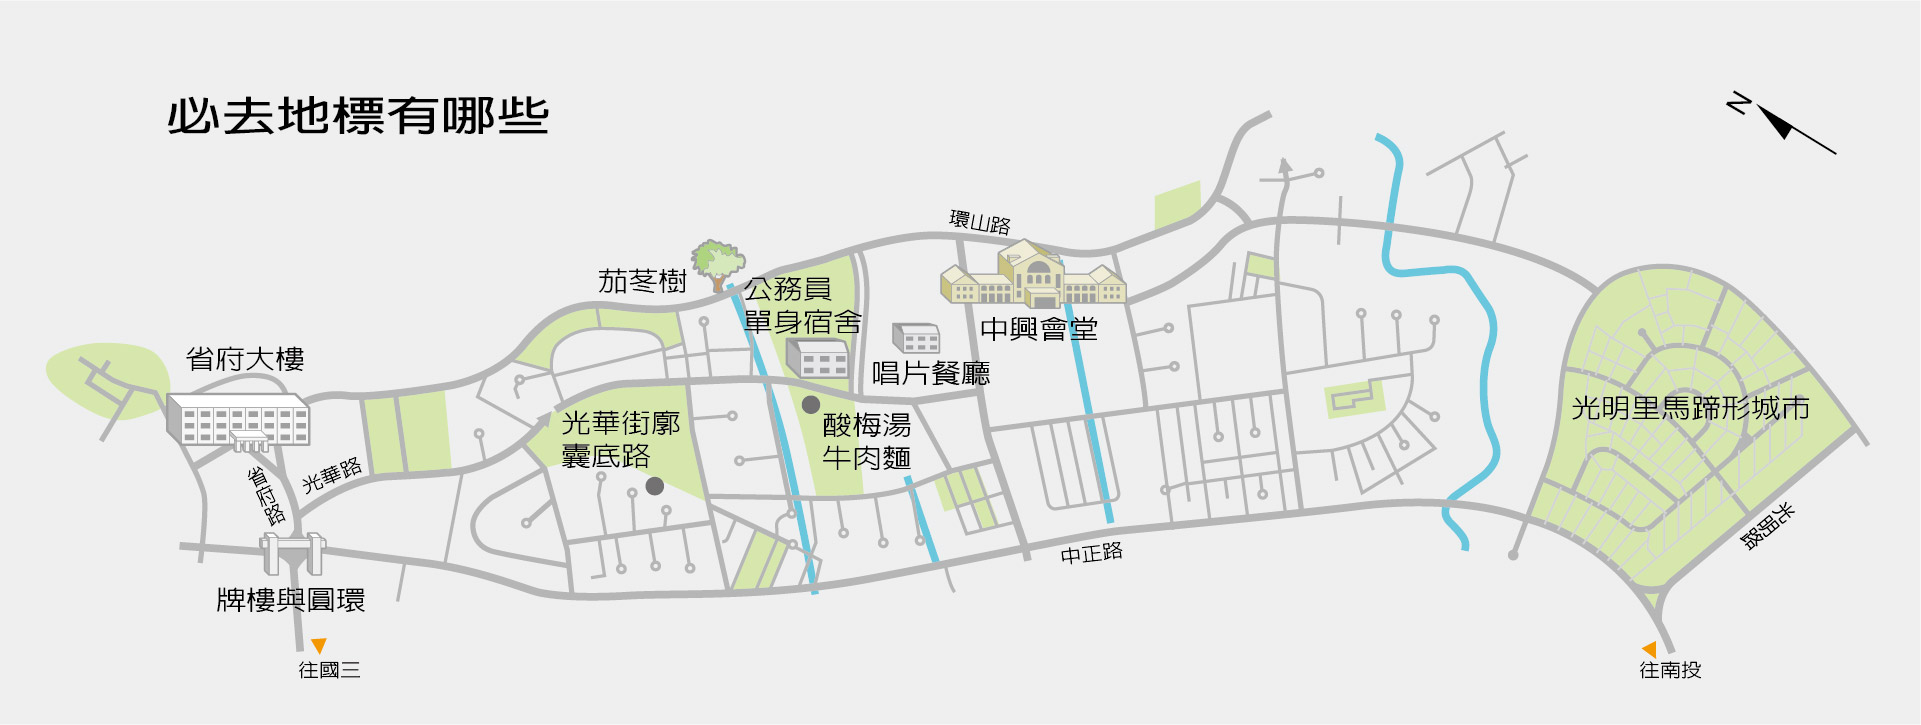 必去地標有哪些
N
環山路
茄苳樹
公務員
單身宿舍
中興會堂
省府大樓
唱片餐廳
光華街廓
囊底路
酸梅湯
牛肉麵
光明里馬蹄形城市
光華路
省府路
光明路
中正路
牌樓與圓環
往國三
往南投